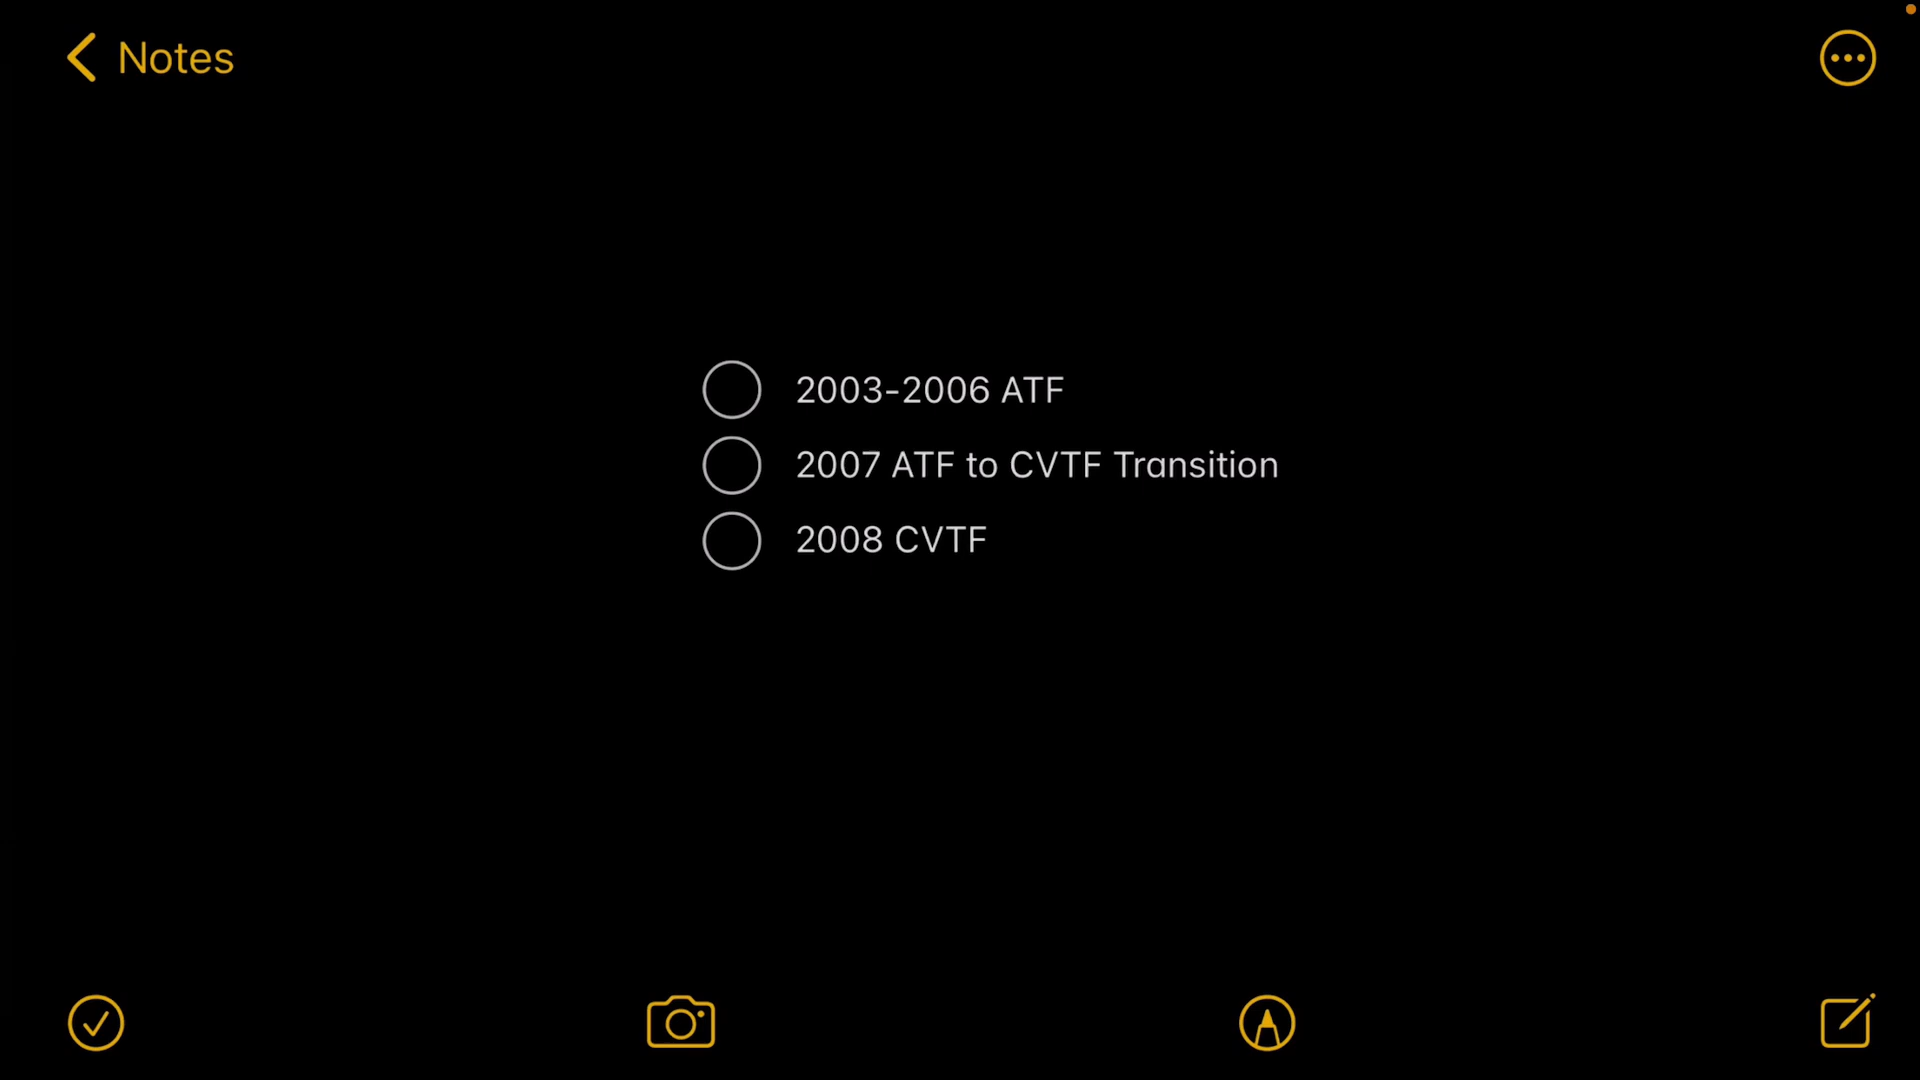 Notes
2003-2006 ATF
2007 ATF to CVTF Transition
2008 CVTF